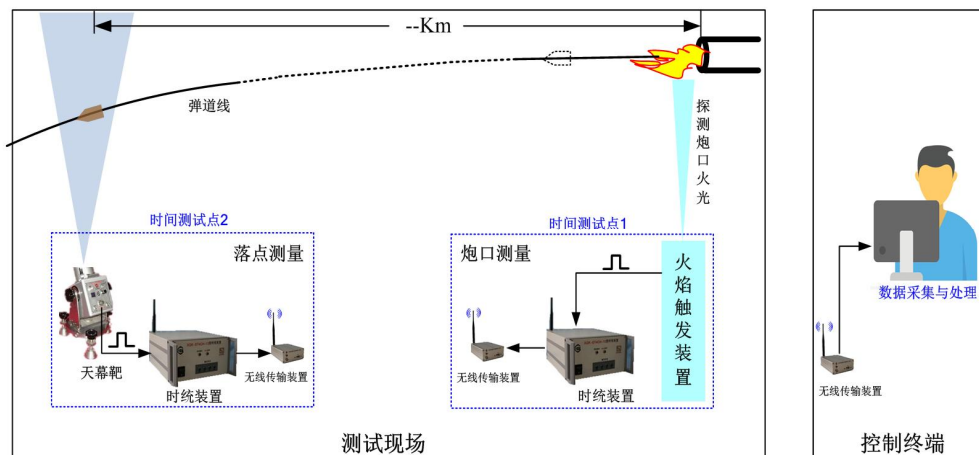 --Km
弹道线
探测炮口火光
时间测试点2
时间测试点1
落点测量
炮口测量
火焰触发装置
天幕靶
时统装置
无线传输装置
无线传输装置
时统装置
数据采集与处理
无线传输装置
测试现场
控制终端